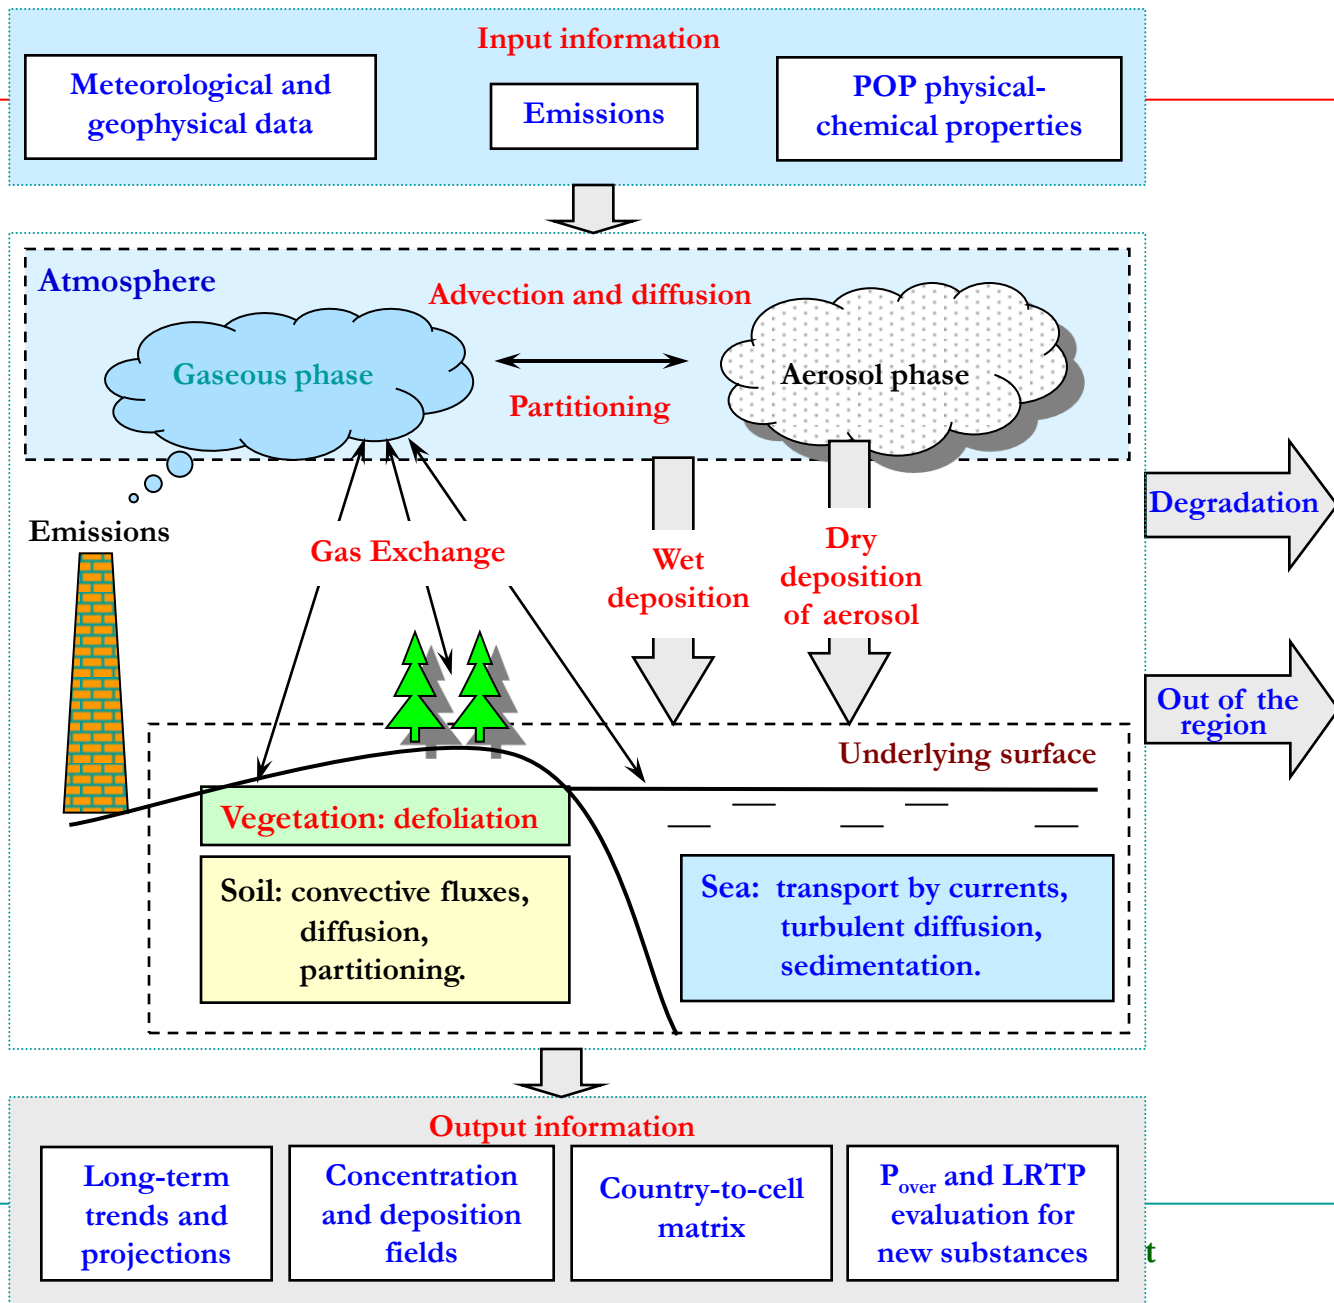 Input information
Meteorological and
geophysical data
Emissions
POP physical-
chemical properties
Atmosphere
Advection and diffusion
Gaseous phase
Aerosol phase
Partitioning
Emissions
Gas Exchange
Wet
deposition
Dry
deposition
of aerosol
Degradation
Out of the
region
Underlying surface
Vegetation: defoliation
Soil: convective fluxes,
diffusion,
partitioning.
Sea: transport by currents,
turbulent diffusion,
sedimentation.
Output information
Long-term
trends and
projections
Concentration
and deposition
fields
Country-to-cell
matrix
Pover and LRTP
evaluation for
new substances
t